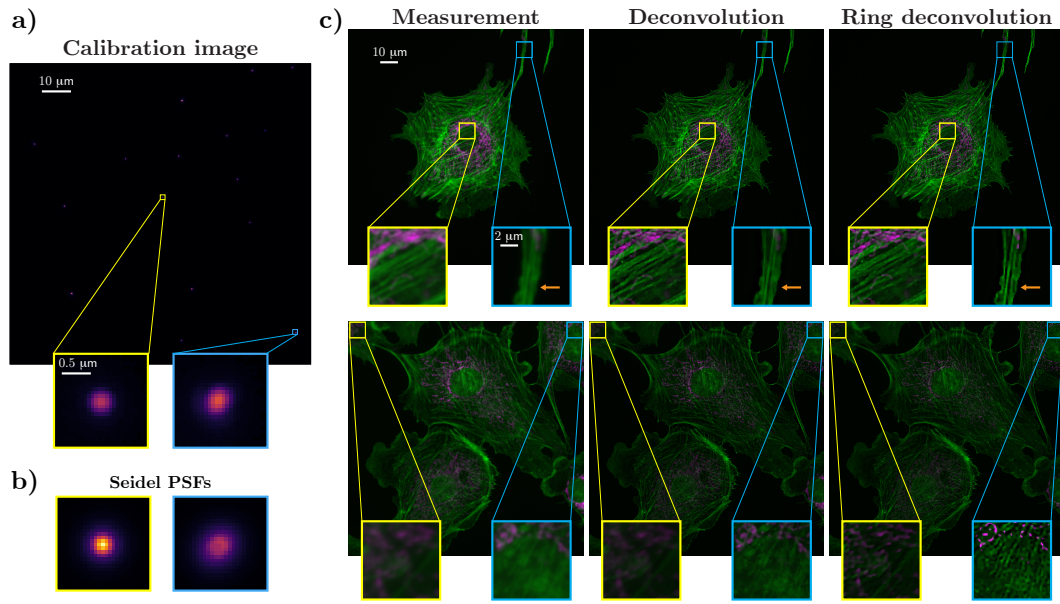 a)
Calibration image
10 µm
0.5 µm
b)
Seidel PSFs
c)
Measurement
Deconvolution
Ring deconvolution
10 µm
2 µm